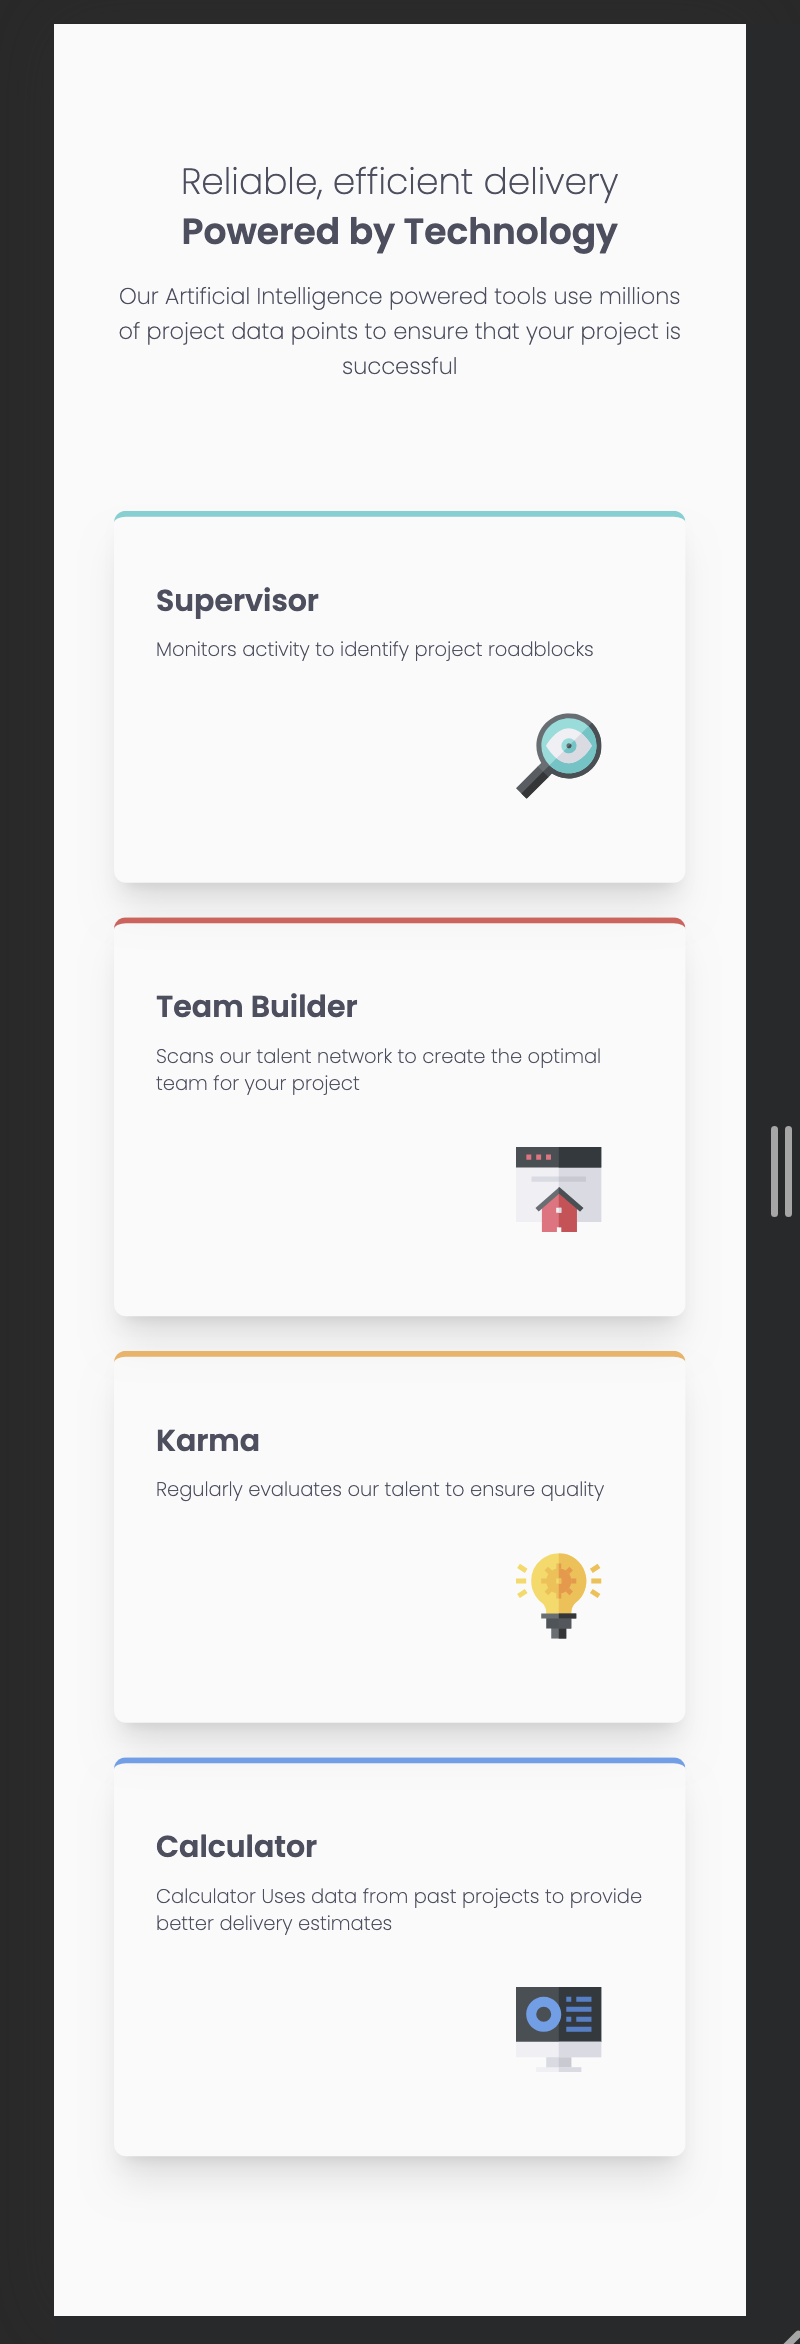 Reliable, efficient delivery
Powered by Technology
Our Artificial Intelligence powered tools use millions
of project data points to ensure that your project is
successful
Supervisor
Monitors activity to identify project roadblocks
Team Builder
Scans our talent network to create the optimal
team for your project
Karma
Regularly evaluates our talent to ensure quality
Calculator
Calculator Uses data from past projects to provide
better delivery estimates